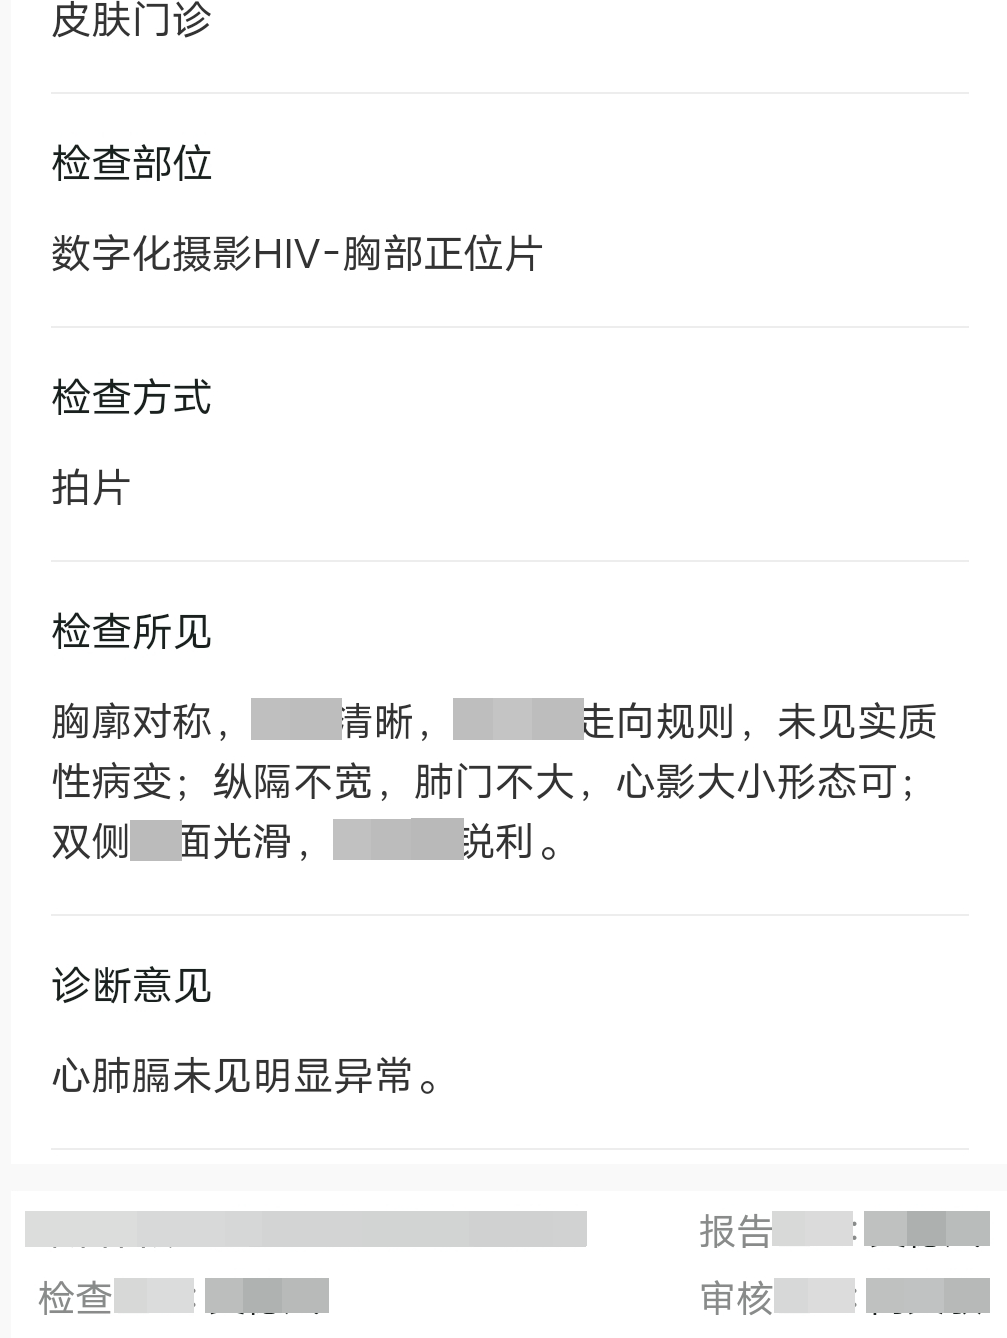 皮肤门诊
检查部位
数字化摄影HIV-胸部正位片
检查方式
拍片
检查所见
胸廓对称，清晰，走向规则，未见实质
性病变；纵隔不宽，肺门不大，心影大小形态可；
双侧面光滑，锐利。
诊断意见
心肺膈未见明显异常。
报告
检查
审核